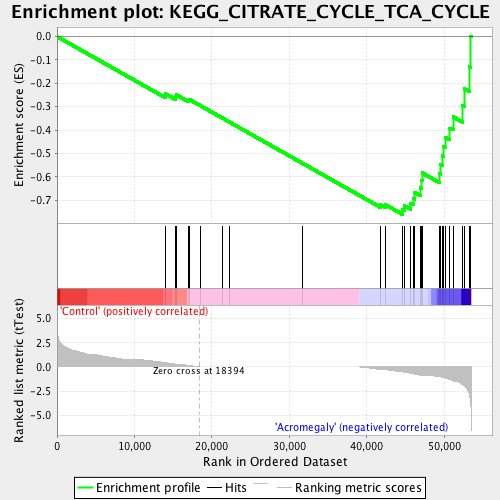 Enrichment plot: KEGG_CITRATE_CYCLE_TCA_CYCLE
Enrichment score (ES)
0.0
-0.1
-0.2
-0.3
-0.4
-0.5
-0.6
-0.7
'Control' (positively correlated)
Ranked list metric (tTest)
5.0
2.5
0.0
-2.5
-5.0
Zero cross at 18394
'Acromegaly' (negatively correlated)
0
10,000
20,000
30,000
40,000
50,000
Rank in Ordered Dataset
Enrichment profile
Hits
Ranking metric scores